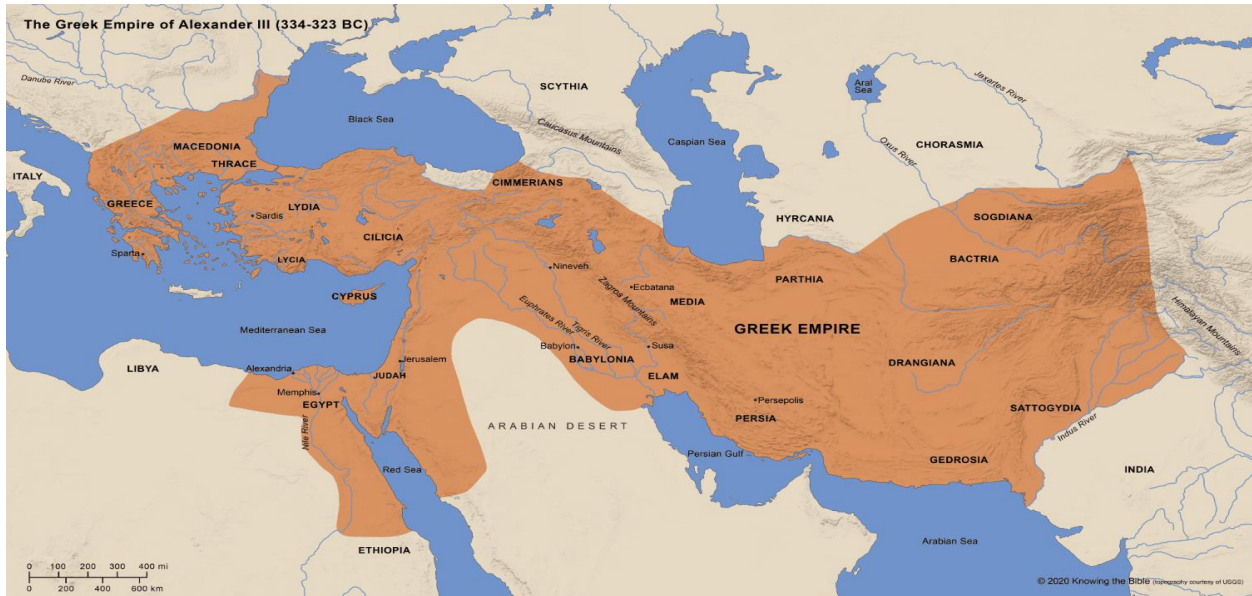 The Greek Empire of Alexander III (334-323 BC)
Danube River
Black Sea
SCYTHIA
Caucasus Mountains
Caspian Sea
Aral
Sea
Jaxartes River
Oxus River
CHORASMIA
ITALY
MACEDONIA
THRACE
GREECE
LYDIA
Sardis
CIMMERIANS
HYRCANIA
SOGDIANA
CILICIA
Sparta
LYCIA
BACTRIA
CYPRUS
Nineveh
Zagros Mountains
Ecbatana
MEDIA
PARTHIA
Himalayan Mountains
Mediterranean Sea
Euphrates River
Tigris River
GREEK EMPIRE
Babylon
BABYLONIA
Susa
LIBYA
Alexandria
Jerusalem
JUDAH
ELAM
DRANGIANA
Memphis
EGYPT
Persepolis
PERSIA
SATTOGYDIA
Indus River
Nile River
ARABIAN DESERT
Red Sea
Persian Gulf
GEDROSIA
INDIA
ETHIOPIA
Arabian Sea
0 100 200 300 400 mi
0 200 400 600 km
© 2020 Knowing the Bible (topography courtesy of USGS)